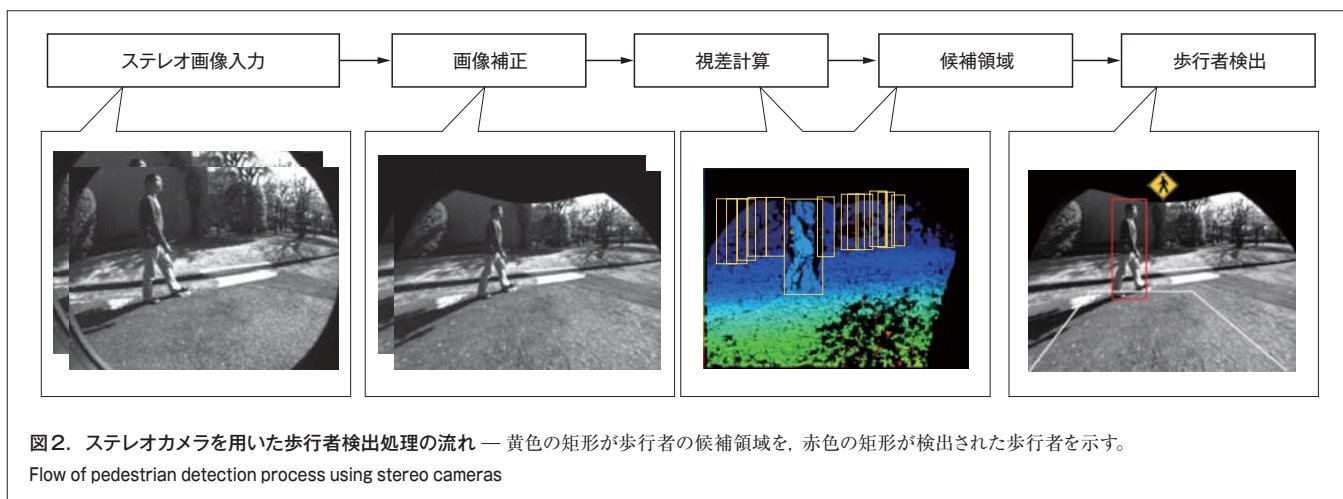 ステレオ画像入力
画像補正
視差計算
候補領域
歩行者検出
図2. ステレオカメラを用いた歩行者検出処理の流れ — 黄色の矩形が歩行者の候補領域を, 赤色の矩形が検出された歩行者を示す。
Flow of pedestrian detection process using stereo cameras